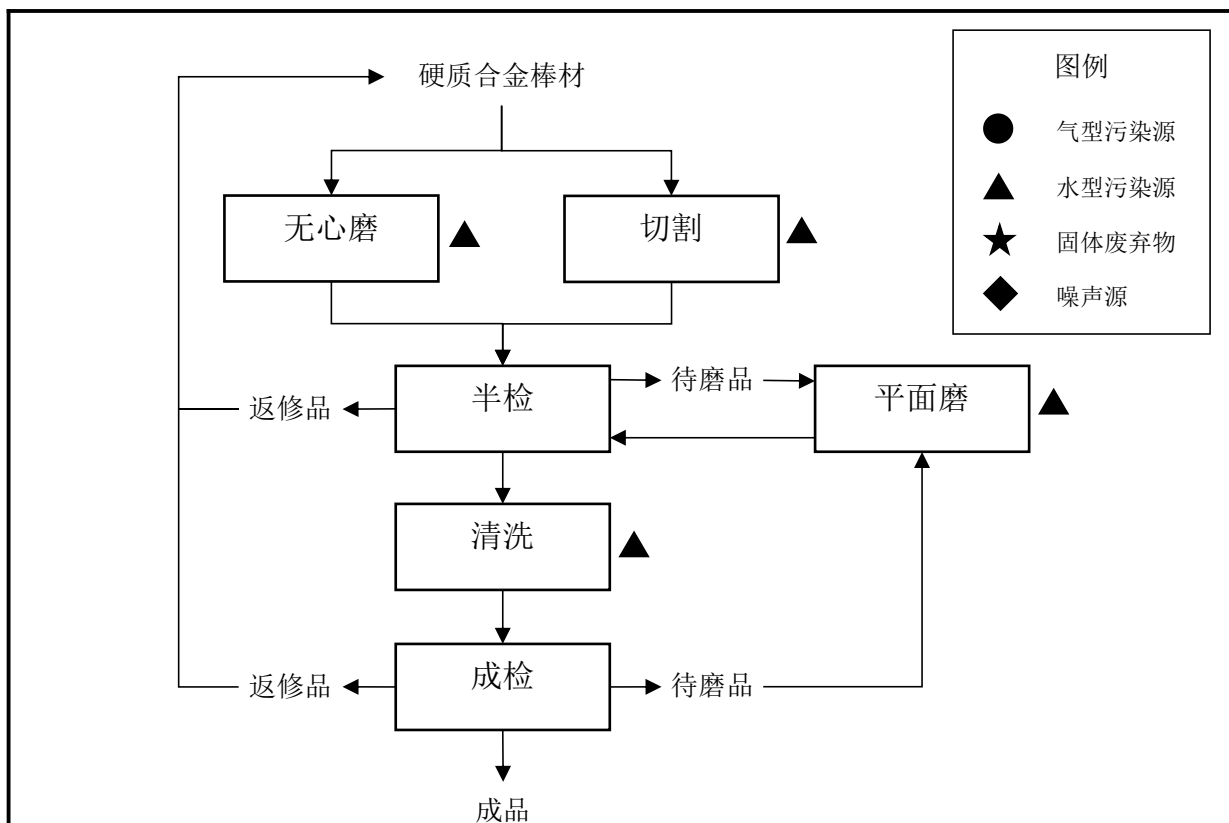 硬质合金棒材
图例
气型污染源
水型污染源
固体废弃物
噪声源
无心磨
切割
半检
待磨品
平面磨
返修品
清洗
成检
返修品
待磨品
成品